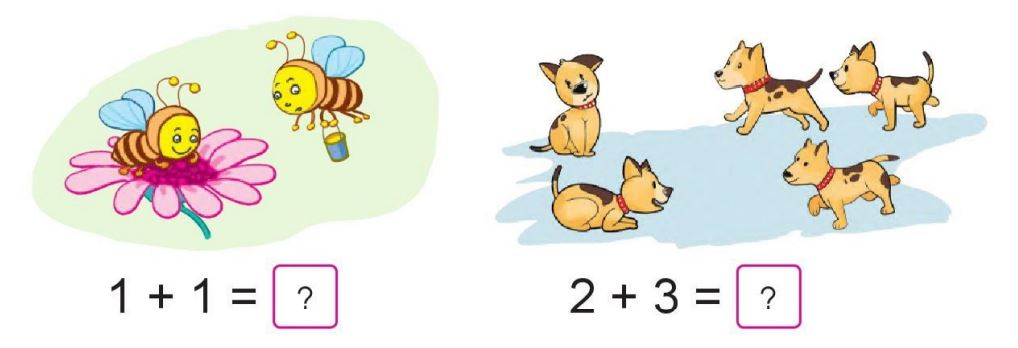 1 + 1 = ?
2 + 3 = ?